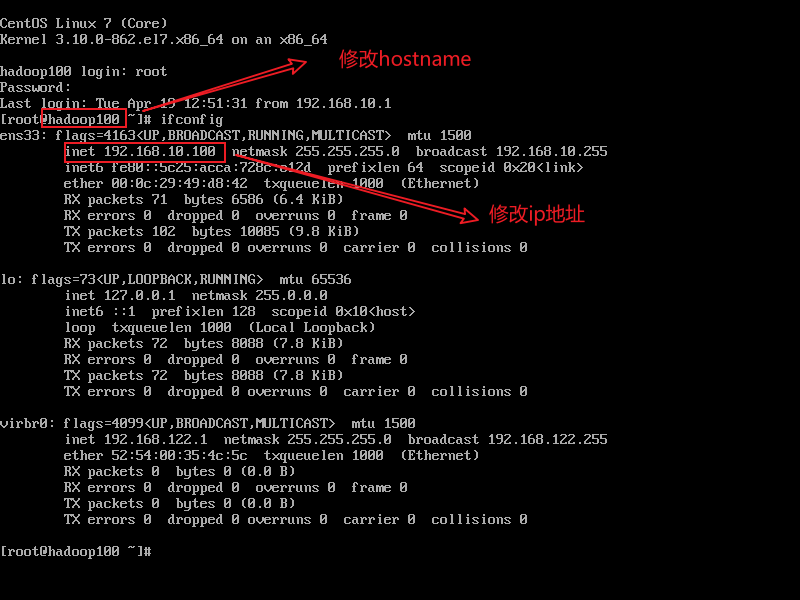 CentOS Linux 7 (Core)
Kernel 3.10.0-862.el7.x86_64 on an x86_64
修改hostname
hadoop100 login: root
Password:
Last login: Tue Apr 19 12:51:31 from 192.168.10.1
[root@hadoop100 ~]# ifconfig
ens33: flags=4163<UP,BROADCAST,RUNNING,MULTICAST>  mtu 1500
inet 192.168.10.100  netmask 255.255.255.0  broadcast 192.168.10.255
inet6 fe80::5c25:acca:728c:e12d  prefixlen 64  scopeid 0x20<link>
ether 00:0c:29:49:d8:42  txqueuelen 1000  (Ethernet)
RX packets 71  bytes 6586 (6.4 KiB)
RX errors 0  dropped 0  overruns 0  frame 0
修改ip地址
TX packets 102  bytes 10085 (9.8 KiB)
TX errors 0  dropped 0 overruns 0  carrier 0  collisions 0
lo: flags=73<UP,LOOPBACK,RUNNING>  mtu 65536
inet 127.0.0.1  netmask 255.0.0.0
inet6 ::1  prefixlen 128  scopeid 0x10<host>
loop  txqueuelen 1000  (Local Loopback)
RX packets 72  bytes 8088 (7.8 KiB)
RX errors 0  dropped 0  overruns 0  frame 0
TX packets 72  bytes 8088 (7.8 KiB)
TX errors 0  dropped 0 overruns 0  carrier 0  collisions 0
virbr0: flags=4099<UP,BROADCAST,MULTICAST>  mtu 1500
inet 192.168.122.1  netmask 255.255.255.0  broadcast 192.168.122.255
ether 52:54:00:35:4c:5c  txqueuelen 1000  (Ethernet)
RX packets 0  bytes 0 (0.0 B)
RX errors 0  dropped 0  overruns 0  frame 0
TX packets 0  bytes 0 (0.0 B)
TX errors 0  dropped 0 overruns 0  carrier 0  collisions 0
[root@hadoop100 ~]#